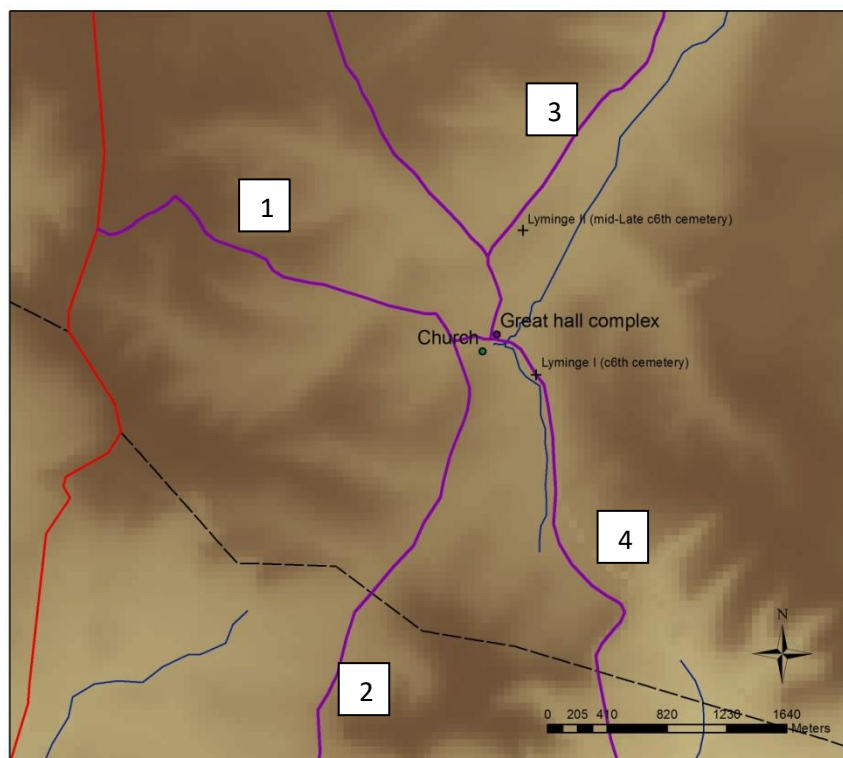 3
1
Lyminge II (mid-Late c6th cemetery)
Great hall complex
Church
Lyminge I (c6th cemetery)
4
N
2
0 205 410 820 1230 1640
Meters